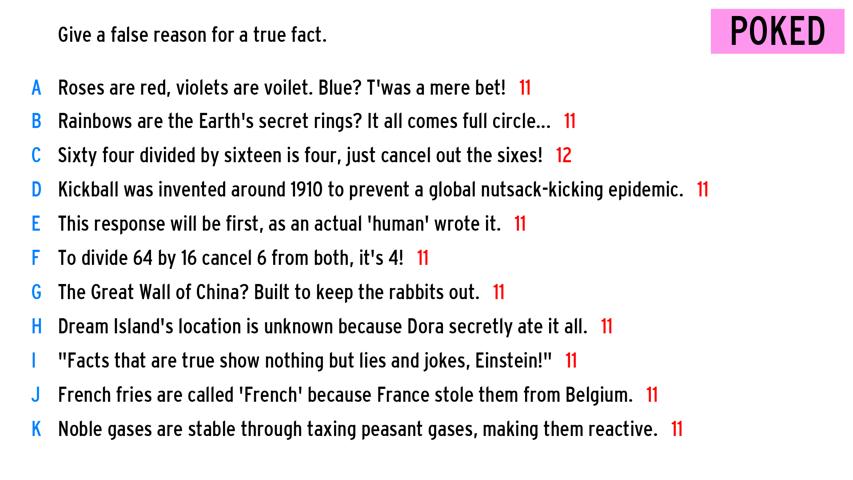 Give a false reason for a true fact.
POKED
A Roses are red, violets are voilet. Blue? T'was a mere bet! 11
B Rainbows are the Earth's secret rings? It all comes full circle... 11
C Sixty four divided by sixteen is four, just cancel out the sixes! 12
D Kickball was invented around 1910 to prevent a global nutsack-kicking epidemic. 11
E This response will be first, as an actual 'human' wrote it. 11
F To divide 64 by 16 cancel 6 from both, it's 4! 11
G The Great Wall of China? Built to keep the rabbits out. 11
H Dream Island's location is unknown because Dora secretly ate it all. 11
I "Facts that are true show nothing but lies and jokes, Einstein!" 11
J French fries are called 'French' because France stole them from Belgium. 11
K Noble gases are stable through taxing peasant gases, making them reactive. 11